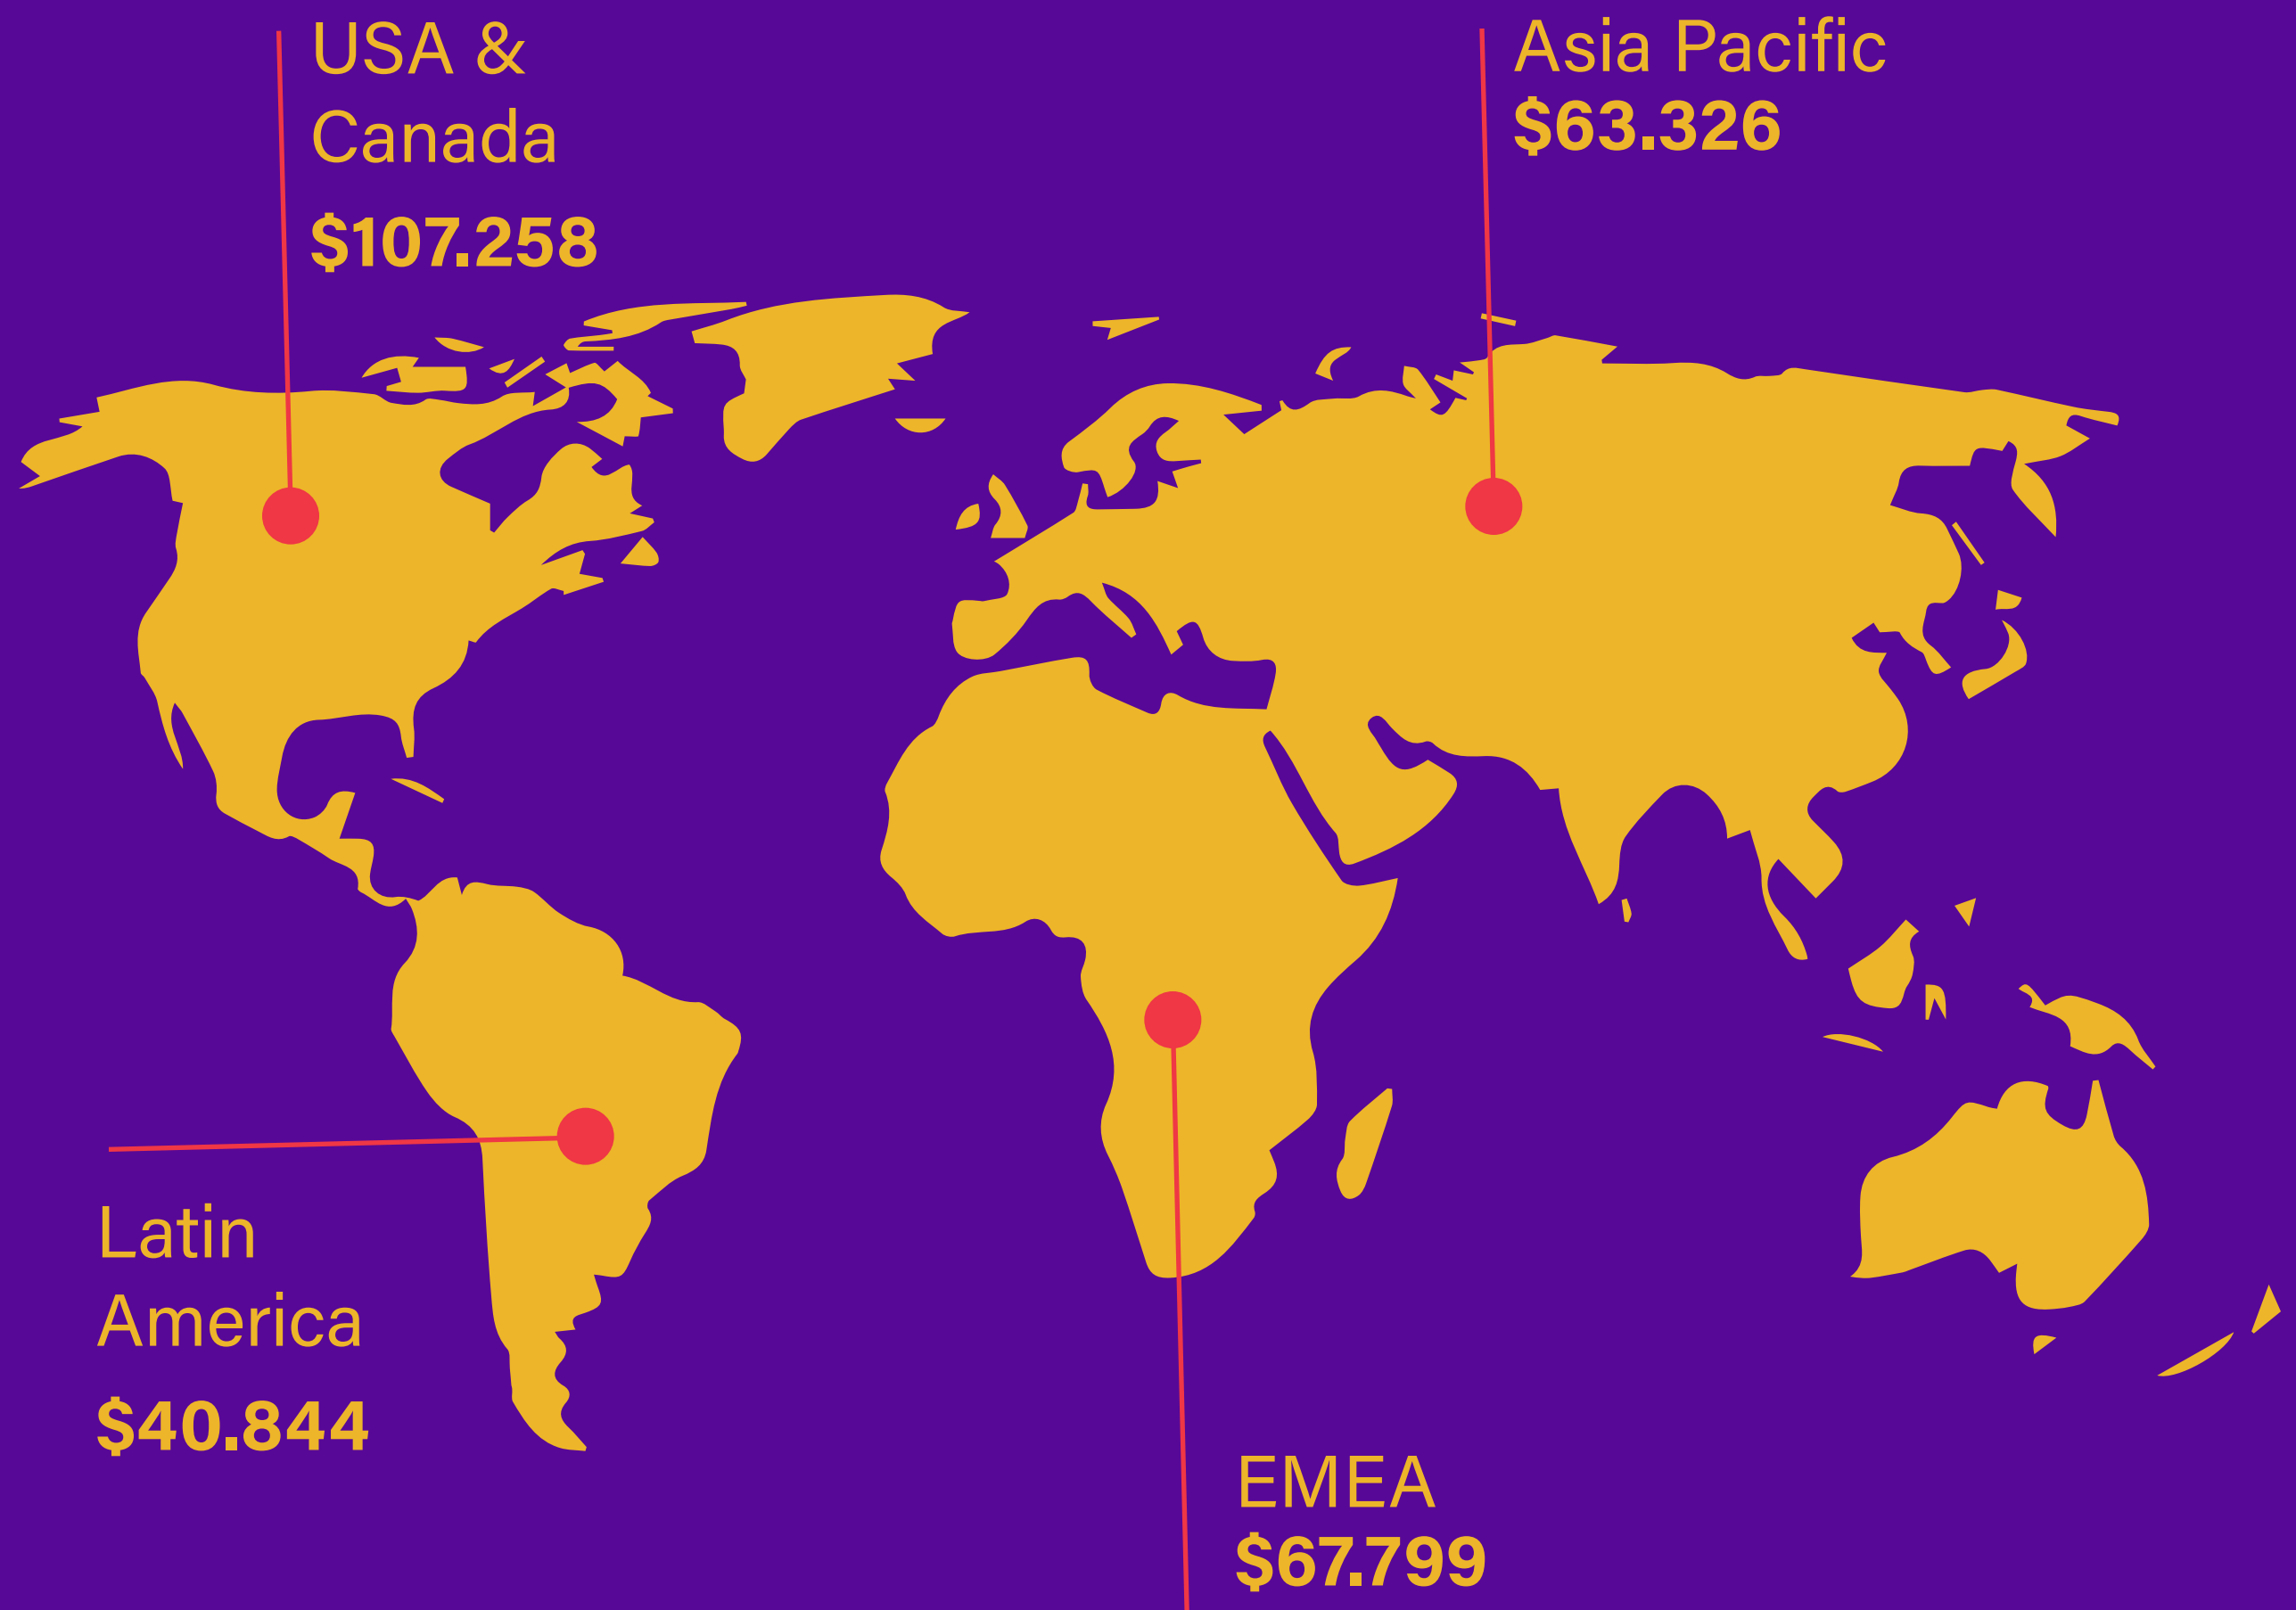 USA &
Canada
$107.258
Asia Pacific
$63.326
Latin
America
$40.844
EMEA
$67.799